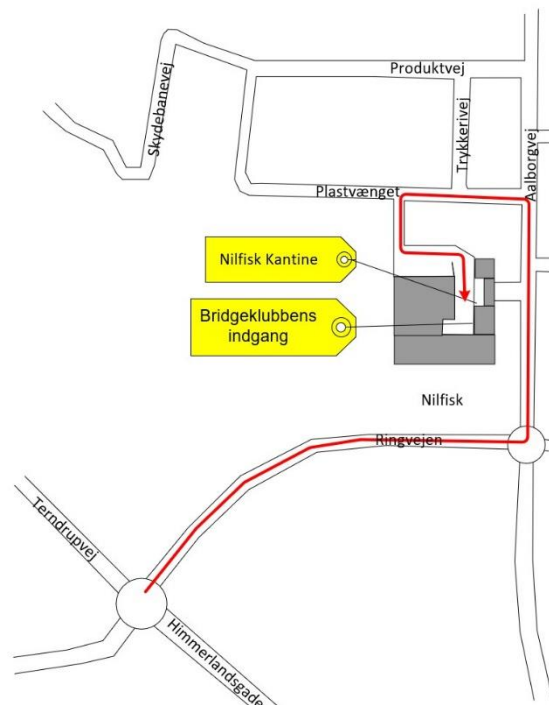 Produktvej
Skydebanevej
Trykkerivej
Aalborgvej
Plastvænget
Nilfisk Kantine
Bridgeklubbens
indgang
Nilfisk
Ringvejen
Terndrupvej
Himmerlandsgade